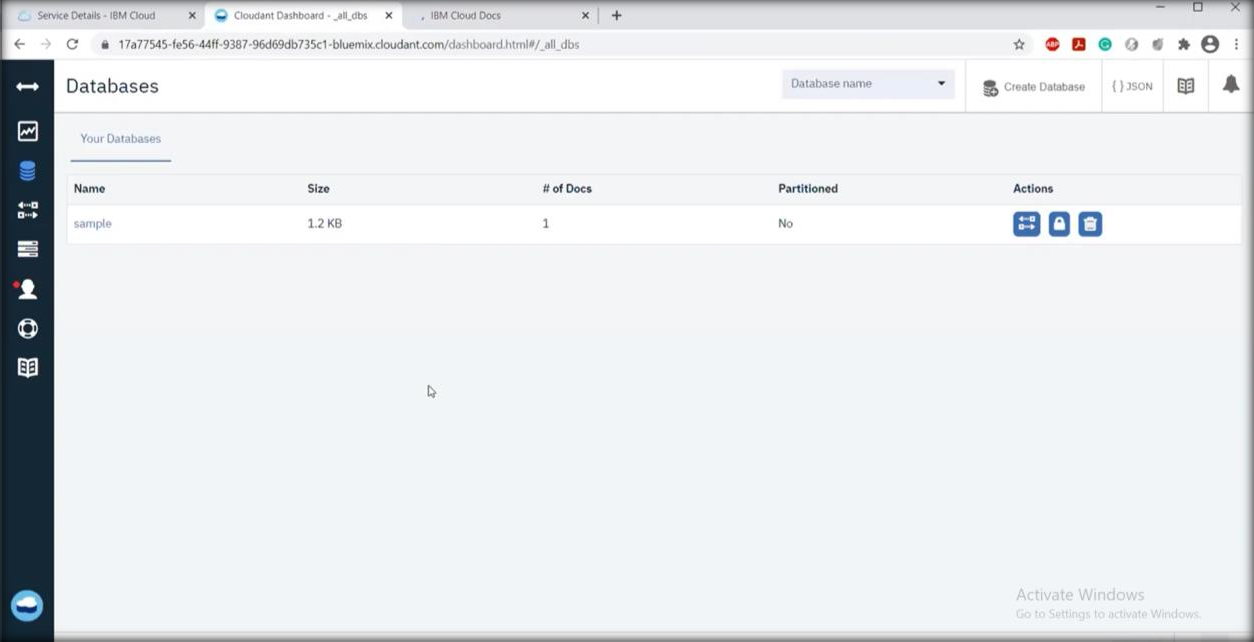 Service Details - IBM Cloud
Cloudant Dashboard - _all_dbs
IBM Cloud Docs
17a77545-fe56-44ff-9387-96d69db735c1-bluemix.cloudant.com/dashboard.html#/_all_dbs
ABP
Databases
Database name
Create Database
{ } JSON
Your Databases
Name Size # of Docs Partitioned Actions
sample 1.2 KB 1 No
Activate Windows
Go to Settings to activate Windows.